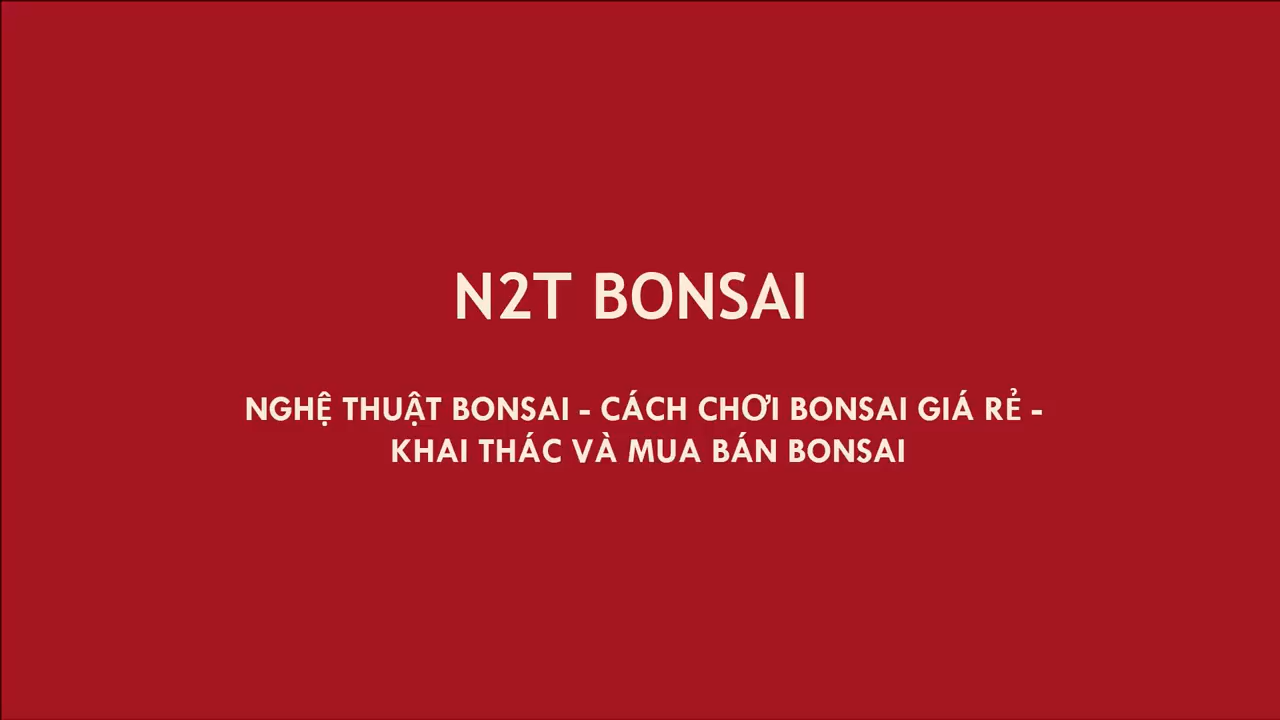 N2T BONSAI
NGHỆ THUẬT BONSAI - CÁCH CHƠI BONSAI GIÁ RẺ -
KHAI THÁC VÀ MUA BÁN BONSAI